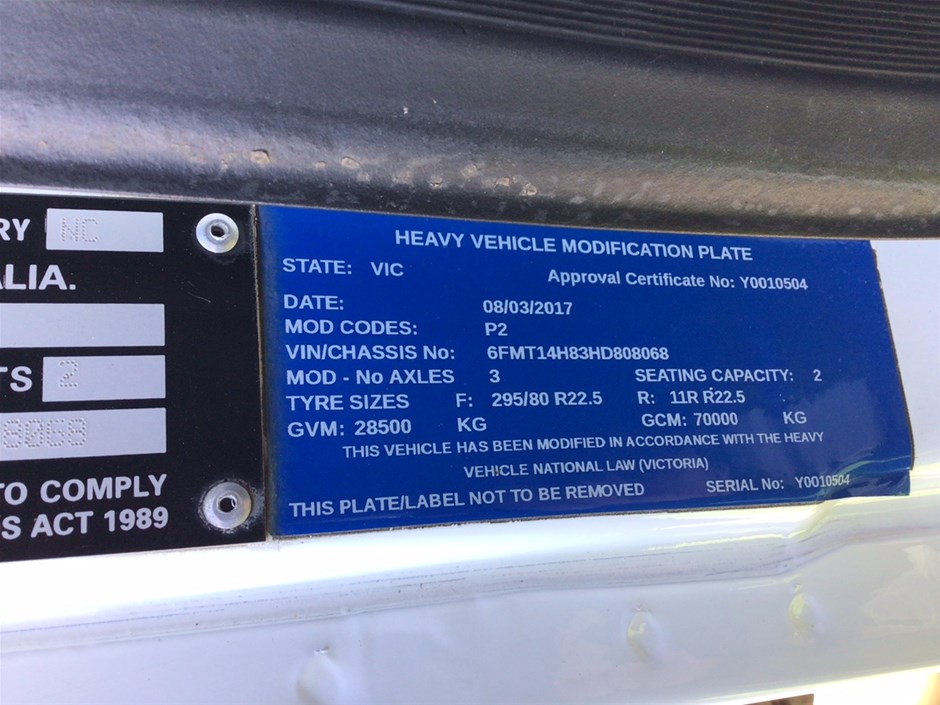 RY NC
ALIA.
TS 2
8068
TO COMPLY
S ACT 1989
HEAVY VEHICLE MODIFICATION PLATE
STATE: VIC Approval Certificate No: Y0010504
DATE: 08/03/2017
MOD CODES: P2
VIN/CHASSIS No: 6FMT14H83HD808068
MOD - No AXLES 3 SEATING CAPACITY: 2
TYRE SIZES F: 295/80 R22.5 R: 11R R22.5
GVM: 28500 KG GCM: 70000 KG
THIS VEHICLE HAS BEEN MODIFIED IN ACCORDANCE WITH THE HEAVY
VEHICLE NATIONAL LAW (VICTORIA)
THIS PLATE/LABEL NOT TO BE REMOVED SERIAL No: Y0010504